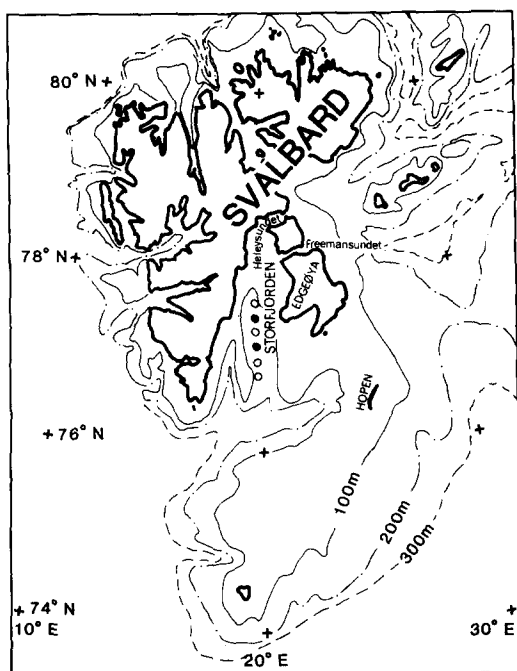 80° N
SVALBARD
Heleysundet
Freemansundet
78° N
STORFJORDEN
EDGEØYA
HOPEN
76° N
100m
200m
300m
74° N
10° E
20° E
30° E